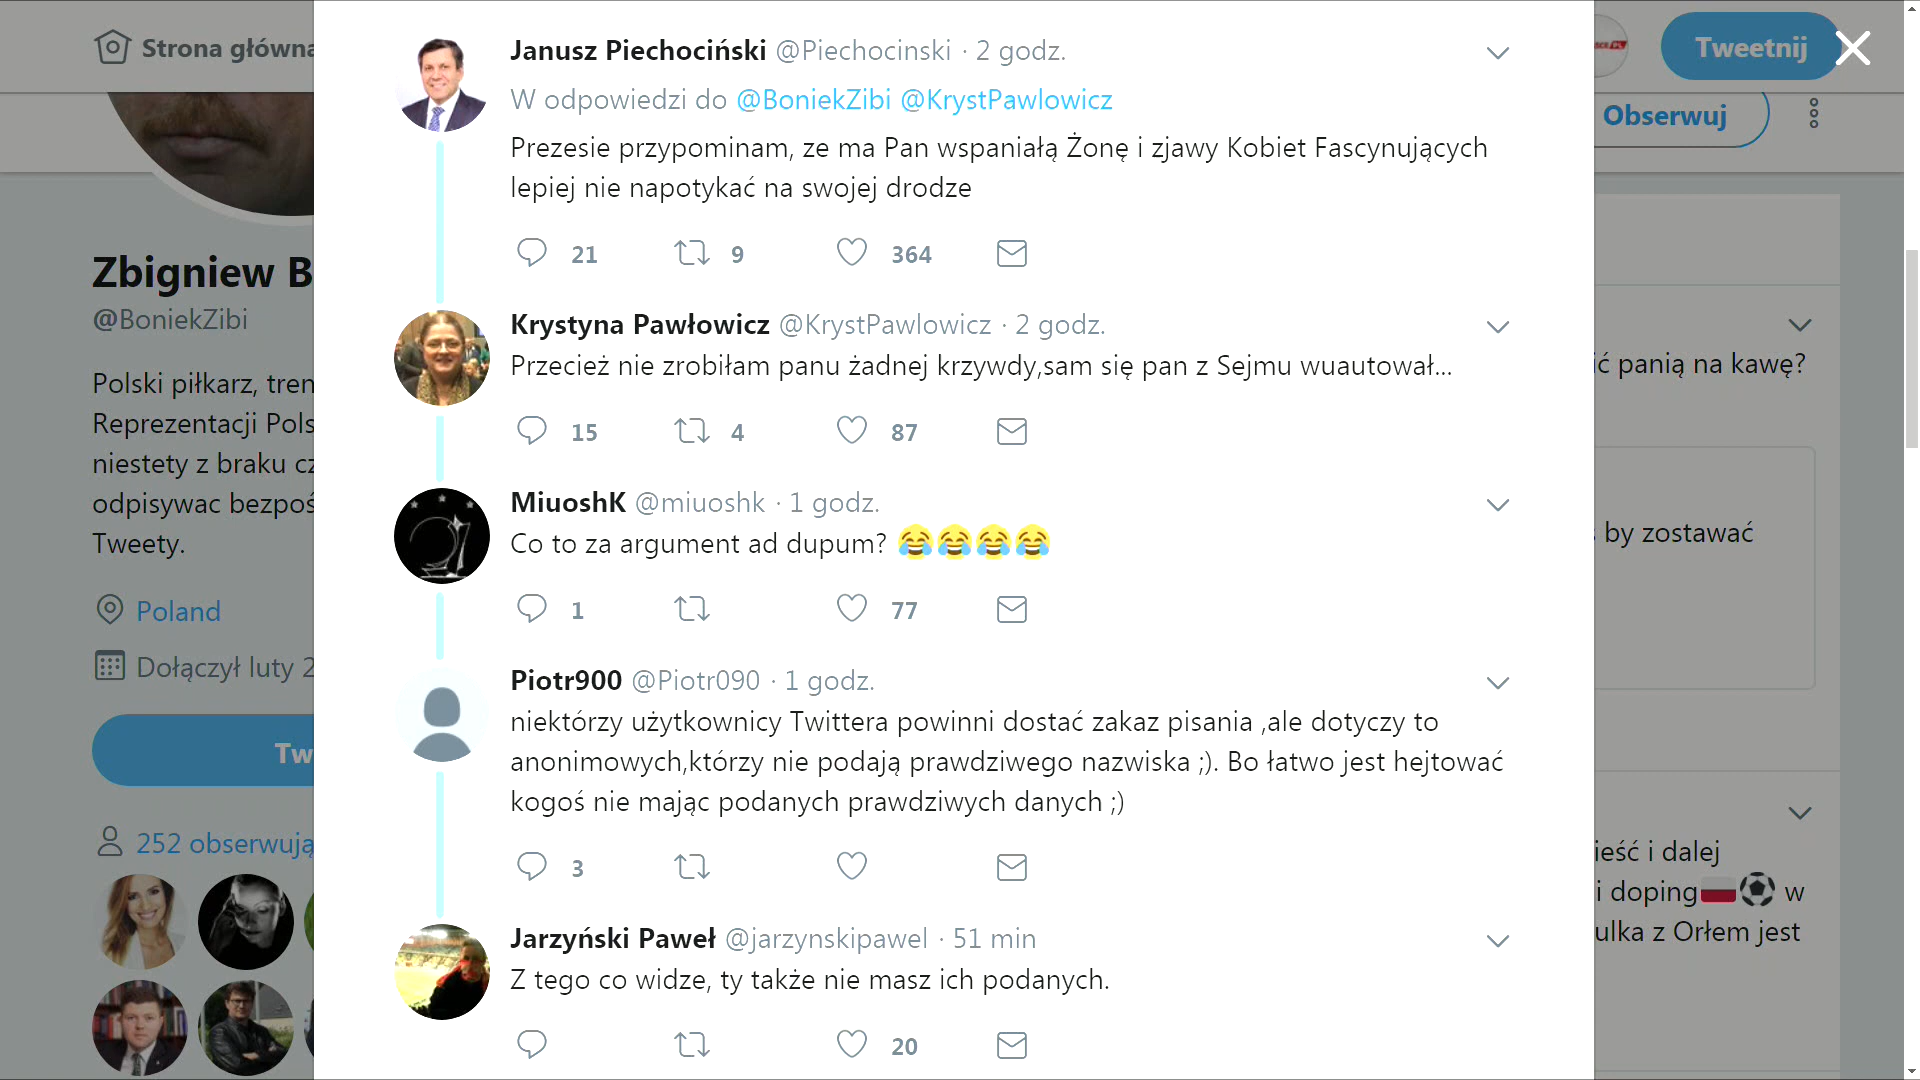 Strona główna
Tweetnij
Obserwuj
Zbigniew B
@BoniekZibi
Polski piłkarz, tren
Reprezentacji Pols
niestety z braku cz
odpisywac bezpoś
Tweety.
Poland
Dołączył luty 2
Tw
252 obserwują
Janusz Piechociński @Piechocinski · 2 godz.
W odpowiedzi do @BoniekZibi @KrystPawlowicz
Prezesie przypominam, ze ma Pan wspaniałą Żonę i zjawy Kobiet Fascynujących
lepiej nie napotykać na swojej drodze
21 9 364
Krystyna Pawłowicz @KrystPawlowicz · 2 godz.
Przecież nie zrobiłam panu żadnej krzywdy,sam się pan z Sejmu wuautował...
15 4 87
MiuoshK @miuoshk · 1 godz.
Co to za argument ad dupum? 😂😂😂😂
1 77
Piotr900 @Piotr090 · 1 godz.
niektórzy użytkownicy Twittera powinni dostać zakaz pisania ,ale dotyczy to
anonimowych,którzy nie podają prawdziwego nazwiska ;). Bo łatwo jest hejtować
kogoś nie mając podanych prawdziwych danych ;)
3
Jarzyński Paweł @jarzynskipawel · 51 min
Z tego co widze, ty także nie masz ich podanych.
20
ić panią na kawę?
by zostawać
ieść i dalej
i doping🇵🇱⚽ w
ulka z Orłem jest